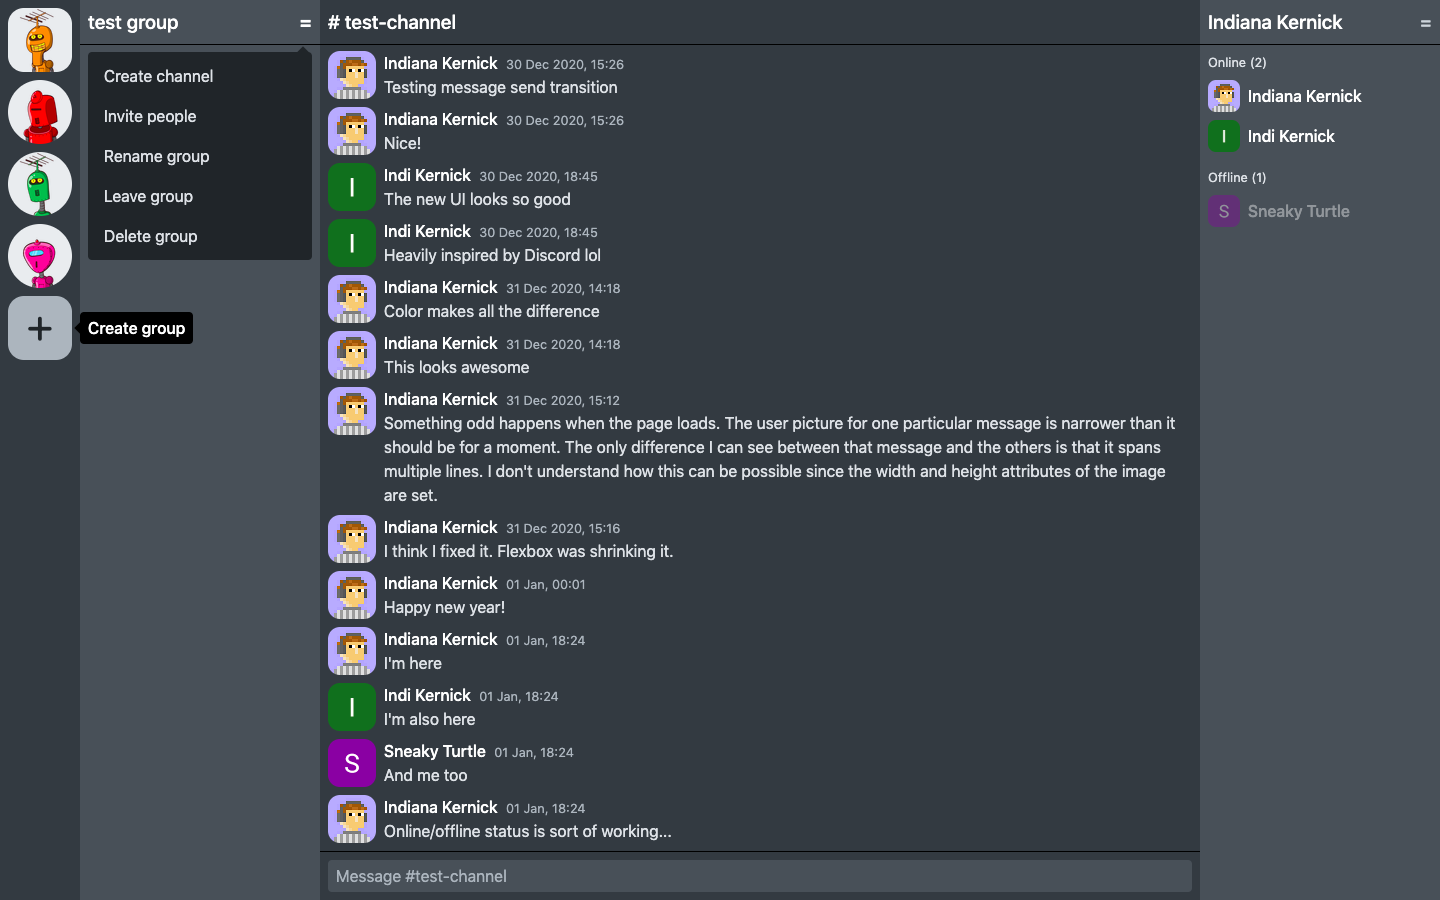 test group
Create channel
Invite people
Rename group
Leave group
Delete group
Create group
# test-channel
Indiana Kernick 30 Dec 2020, 15:26
Testing message send transition
Indiana Kernick 30 Dec 2020, 15:26
Nice!
I
Indi Kernick 30 Dec 2020, 18:45
The new UI looks so good
I
Indi Kernick 30 Dec 2020, 18:45
Heavily inspired by Discord lol
Indiana Kernick 31 Dec 2020, 14:18
Color makes all the difference
Indiana Kernick 31 Dec 2020, 14:18
This looks awesome
Indiana Kernick 31 Dec 2020, 15:12
Something odd happens when the page loads. The user picture for one particular message is narrower than it
should be for a moment. The only difference I can see between that message and the others is that it spans
multiple lines. I don't understand how this can be possible since the width and height attributes of the image
are set.
Indiana Kernick 31 Dec 2020, 15:16
I think I fixed it. Flexbox was shrinking it.
Indiana Kernick 01 Jan, 00:01
Happy new year!
Indiana Kernick 01 Jan, 18:24
I'm here
I
Indi Kernick 01 Jan, 18:24
I'm also here
S
Sneaky Turtle 01 Jan, 18:24
And me too
Indiana Kernick 01 Jan, 18:24
Online/offline status is sort of working...
Message #test-channel
Indiana Kernick
Online (2)
Indiana Kernick
I
Indi Kernick
Offline (1)
S
Sneaky Turtle